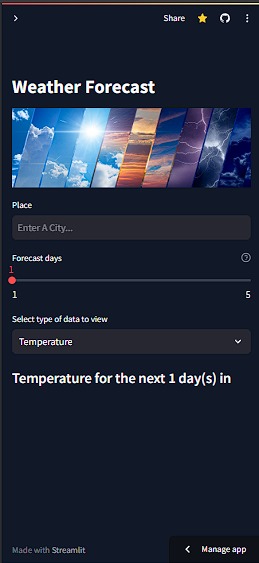 Share
Weather Forecast
Place
Enter A City...
Forecast days
1
1 5
Select type of data to view
Temperature
Temperature for the next 1 day(s) in
Made with Streamlit
Manage app